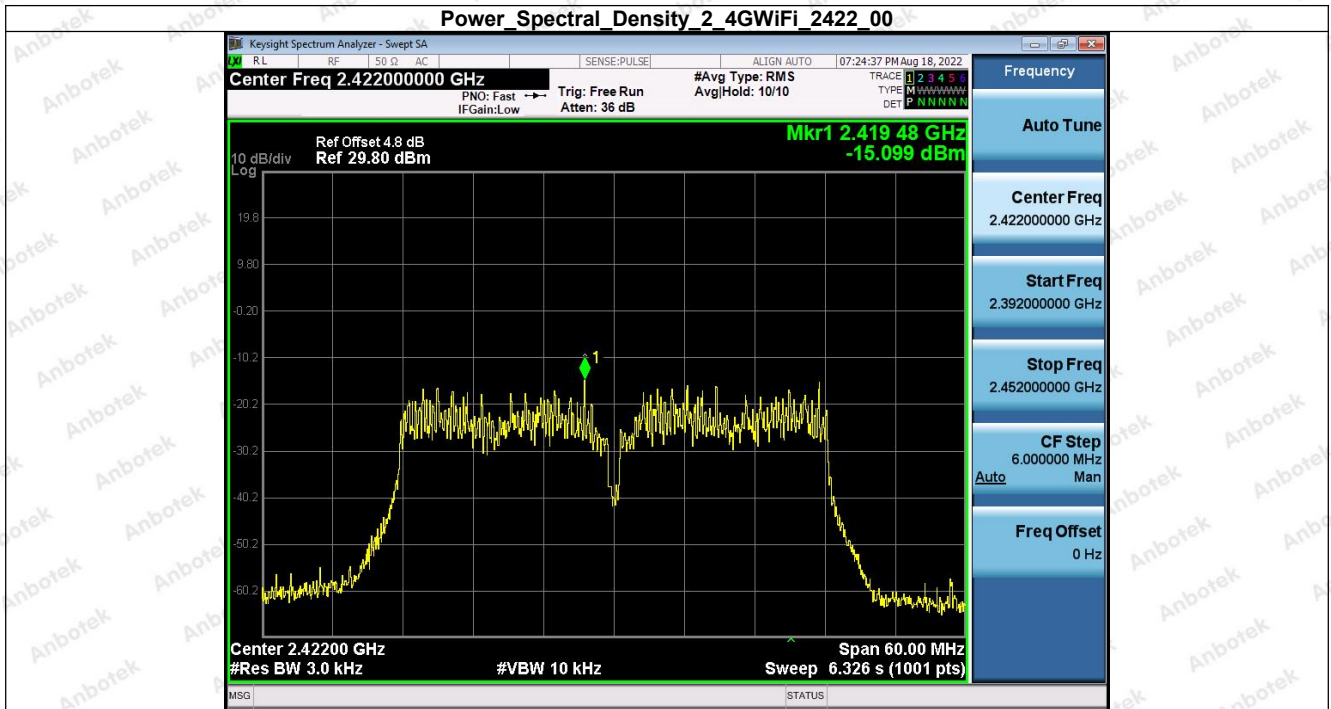 Power_Spectral_Density_2_4GWiFi_2422_00
Keysight Spectrum Analyzer - Swept SA
LXI RL RF 50 Ω AC SENSE:PULSE ALIGN AUTO 07:24:37 PM Aug 18, 2022
Center Freq 2.422000000 GHz
PNO: Fast
IFGain:Low
Trig: Free Run
Atten: 36 dB
#Avg Type: RMS
Avg|Hold: 10/10
TRACE 1 2 3 4 5 6
TYPE M WWWWW
DET P N N N N N
Ref Offset 4.8 dB
10 dB/div Ref 29.80 dBm
Log
Mkr1 2.419 48 GHz
-15.099 dBm
19.8
9.80
-0.20
-10.2
-20.2
-30.2
-40.2
-50.2
-60.2
1
Center 2.42200 GHz Span 60.00 MHz
#Res BW 3.0 kHz #VBW 10 kHz Sweep 6.326 s (1001 pts)
MSG STATUS
Frequency
Auto Tune
Center Freq
2.422000000 GHz
Start Freq
2.392000000 GHz
Stop Freq
2.452000000 GHz
CF Step
6.000000 MHz
Auto Man
Freq Offset
0 Hz
Anbotek